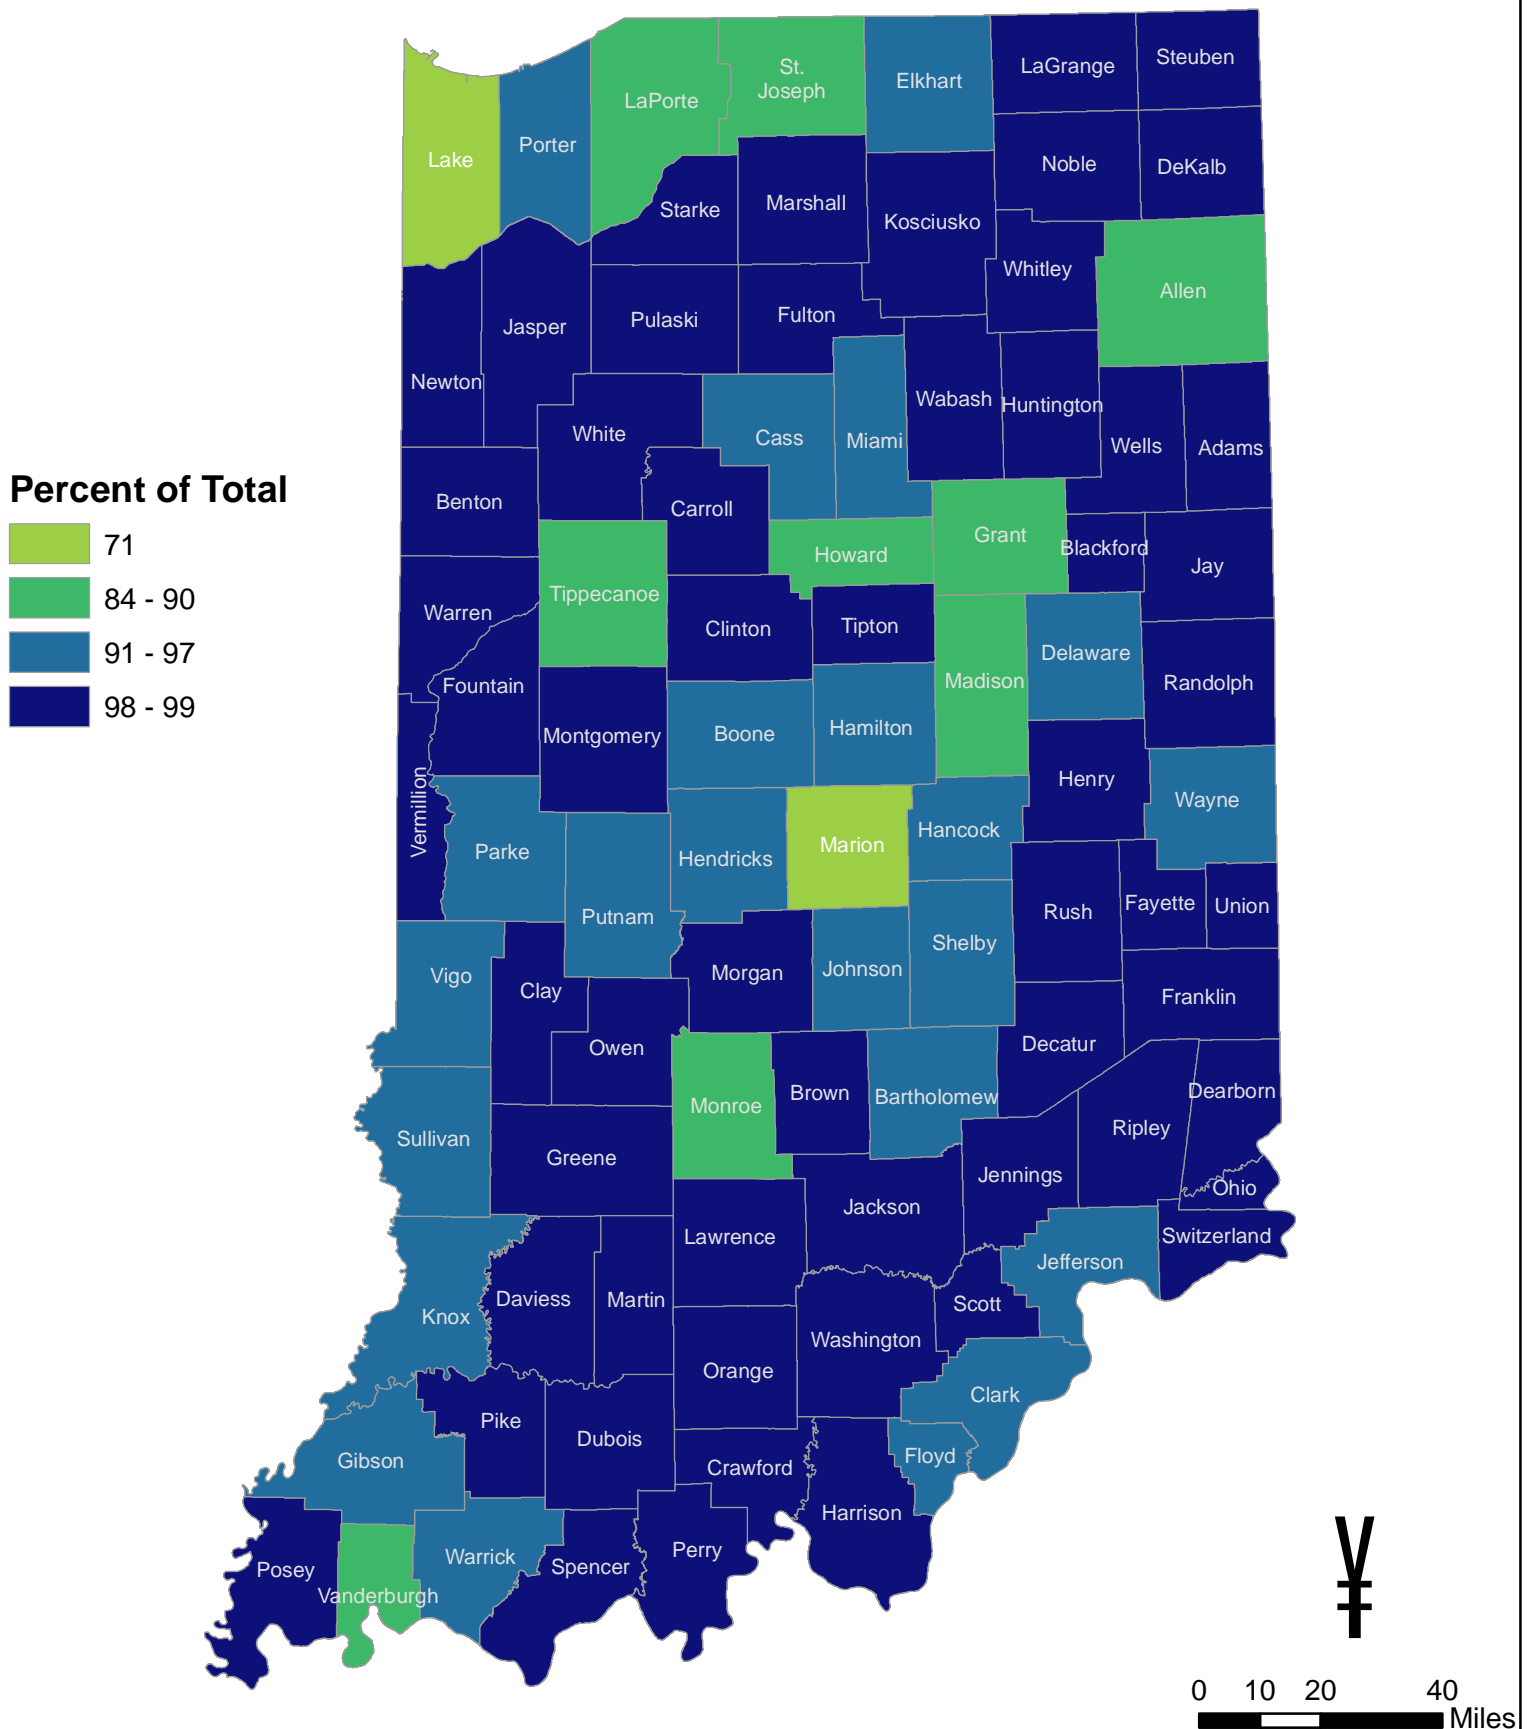 Steuben
LaGrange
St.
Joseph
Elkhart
LaPorte
Porter
Lake
Noble
DeKalb
Starke
Marshall
Kosciusko
Whitley
Allen
Jasper
Pulaski
Fulton
Newton
Wabash
Huntington
White
Cass
Miami
Wells
Adams
Percent of Total
71
84 - 90
91 - 97
98 - 99
Benton
Carroll
Howard
Grant
Blackford
Jay
Warren
Tippecanoe
Clinton
Tipton
Delaware
Fountain
Madison
Randolph
Montgomery
Boone
Hamilton
Henry
Wayne
Vermillion
Parke
Hendricks
Marion
Hancock
Putnam
Rush
Fayette
Union
Shelby
Vigo
Clay
Morgan
Johnson
Franklin
Owen
Decatur
Monroe
Brown
Bartholomew
Dearborn
Sullivan
Greene
Ripley
Jennings
Ohio
Jackson
Lawrence
Switzerland
Jefferson
Knox
Daviess
Martin
Scott
Washington
Orange
Clark
Pike
Dubois
Gibson
Crawford
Floyd
Harrison
Posey
Warrick
Spencer
Perry
Vanderburgh
0 10 20 40
Miles